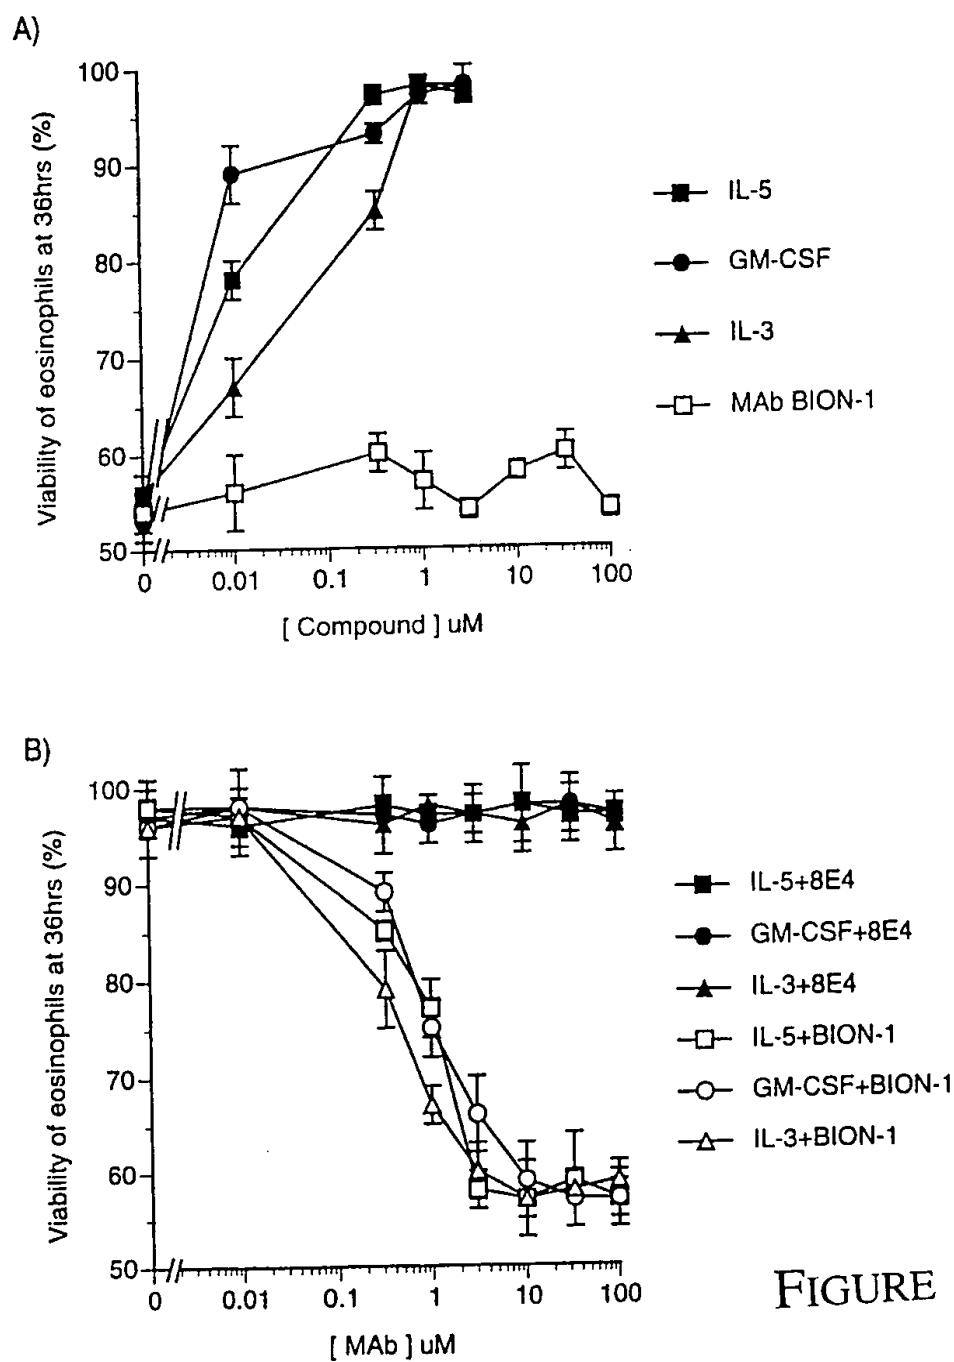 A)
Viability of eosinophils at 36hrs (%)
100
90
80
70
60
50
0
0.01
0.1
1
10
100
[ Compound ] uM
IL-5
GM-CSF
IL-3
MAb BION-1
B)
Viability of eosinophils at 36hrs (%)
100
90
80
70
60
50
0
0.01
0.1
1
10
100
[ MAb ] uM
IL-5+8E4
GM-CSF+8E4
IL-3+8E4
IL-5+BION-1
GM-CSF+BION-1
IL-3+BION-1
FIGURE